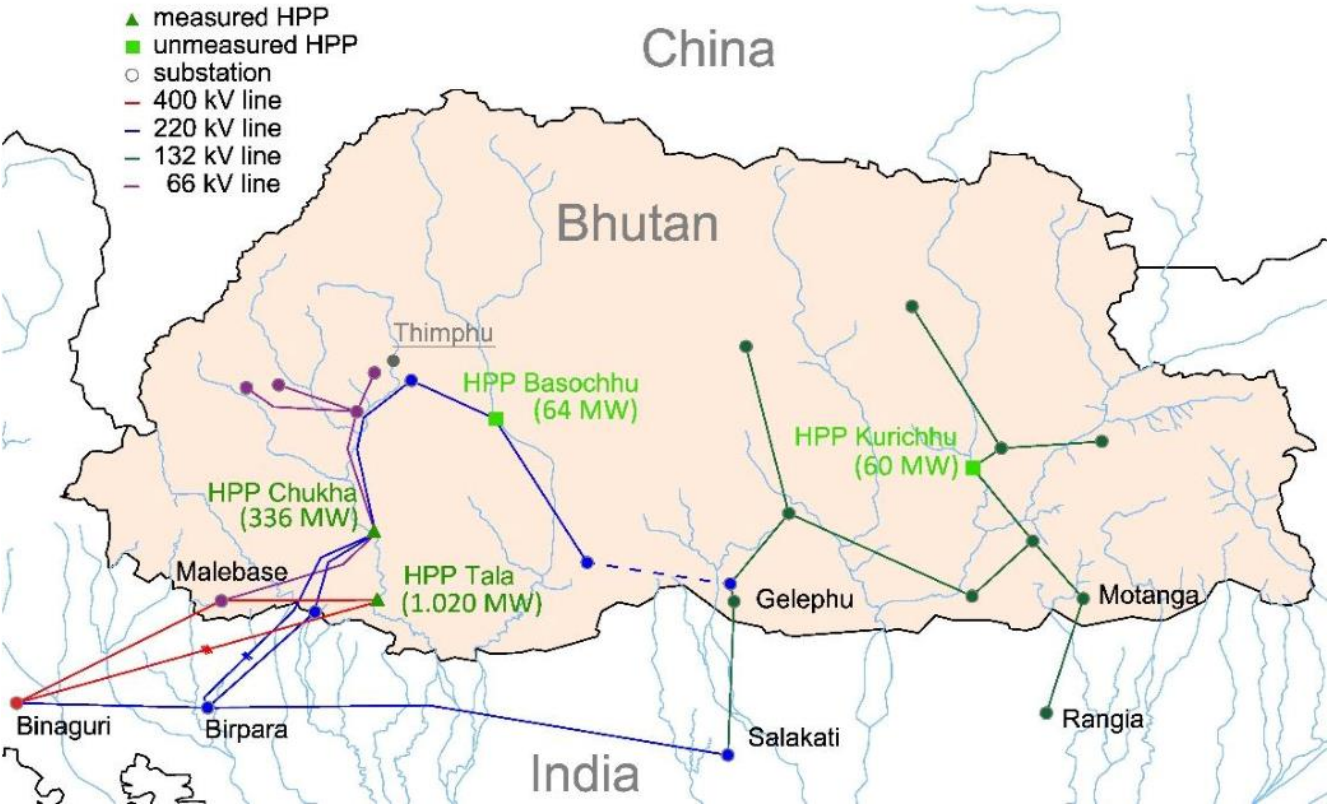 measured HPP
unmeasured HPP
substation
400 kV line
220 kV line
132 kV line
66 kV line
China
Bhutan
Thimphu
HPP Basochhu
(64 MW)
HPP Kurichhu
(60 MW)
HPP Chukha
(336 MW)
Malebase
HPP Tala
(1.020 MW)
Gelephu
Motanga
Binaguri
Birpara
Salakati
Rangia
India